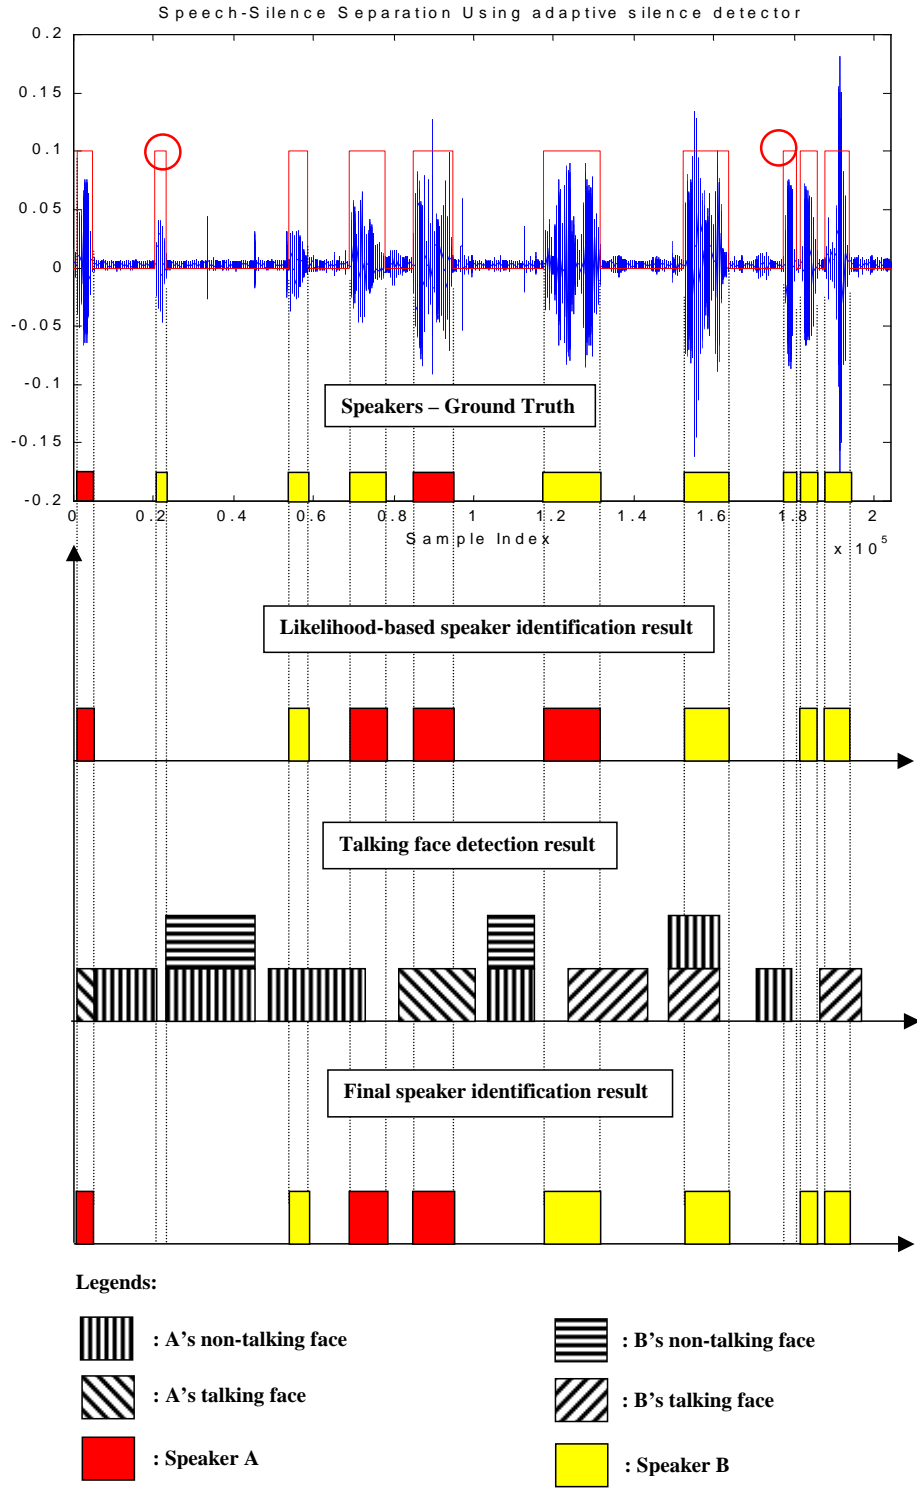 Speech-Silence Separation Using adaptive silence detector
0.2
0.15
0.1
0.05
0
-0.05
-0.1
-0.15
-0.2
Speakers – Ground Truth
0 0.2 0.4 0.6 0.8 1 1.2 1.4 1.6 1.8 2
Sample Index
x 10^5
Likelihood-based speaker identification result
Talking face detection result
Final speaker identification result
Legends:
: A's non-talking face
: B's non-talking face
: A's talking face
: B's talking face
: Speaker A
: Speaker B